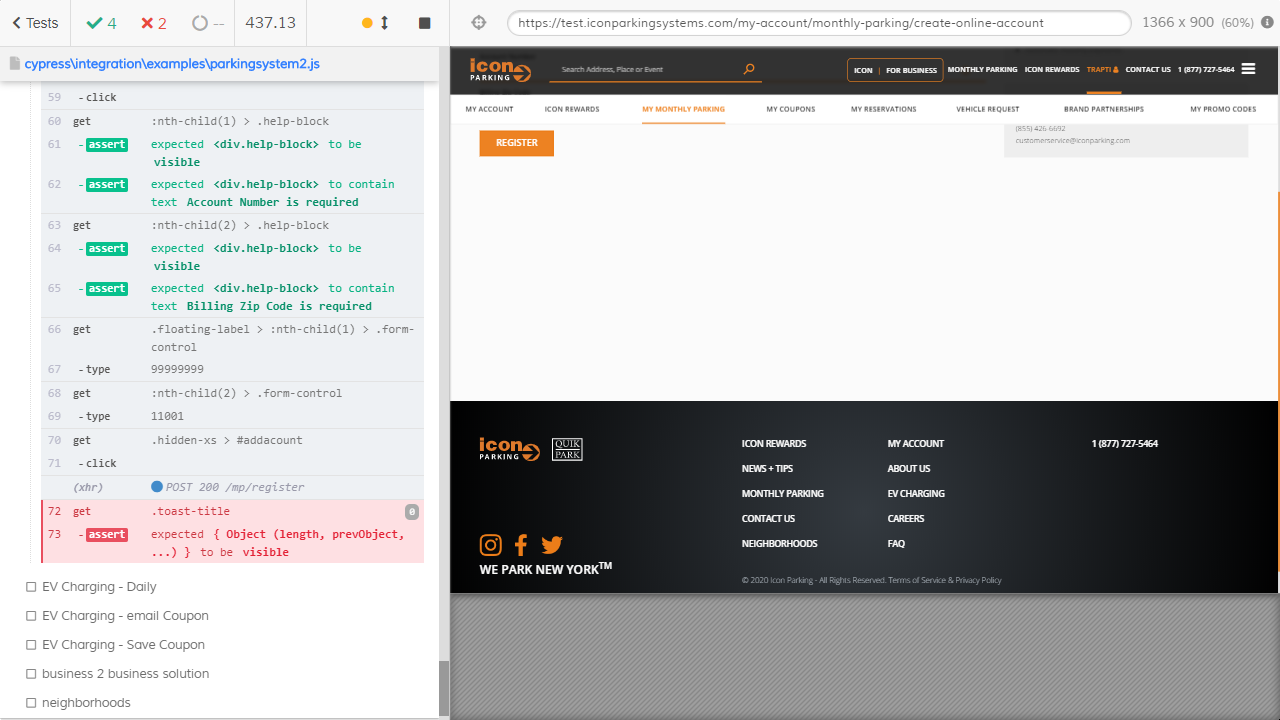 Tests
4
2
--
437.13
https://test.iconparkingsystems.com/my-account/monthly-parking/create-online-account
1366 x 900 (60%)
cypress\integration\examples\parkingsystem2.js
59 -click
60 get :nth-child(1) > .help-block
61 -assert expected <div.help-block> to be
visible
62 -assert expected <div.help-block> to contain
text Account Number is required
63 get :nth-child(2) > .help-block
64 -assert expected <div.help-block> to be
visible
65 -assert expected <div.help-block> to contain
text Billing Zip Code is required
66 get .floating-label > :nth-child(1) > .form-
control
67 -type 99999999
68 get :nth-child(2) > .form-control
69 -type 11001
70 get .hidden-xs > #addacount
71 -click
(xhr) POST 200 /mp/register
72 get .toast-title 0
73 -assert expected { Object (length, prevObject,
...) } to be visible
EV Charging - Daily
EV Charging - email Coupon
EV Charging - Save Coupon
business 2 business solution
neighborhoods
icon
PARKING
Search Address, Place or Event
ICON | FOR BUSINESS
MONTHLY PARKING
ICON REWARDS
TRAPTI
CONTACT US
1 (877) 727-5464
MY ACCOUNT
ICON REWARDS
MY MONTHLY PARKING
MY COUPONS
MY RESERVATIONS
VEHICLE REQUEST
BRAND PARTNERSHIPS
MY PROMO CODES
REGISTER
(855) 426-6692
customerservice@iconparking.com
icon
PARKING
QUIK
PARK
WE PARK NEW YORK™
ICON REWARDS
NEWS + TIPS
MONTHLY PARKING
CONTACT US
NEIGHBORHOODS
MY ACCOUNT
ABOUT US
EV CHARGING
CAREERS
FAQ
1 (877) 727-5464
© 2020 Icon Parking - All Rights Reserved. Terms of Service & Privacy Policy